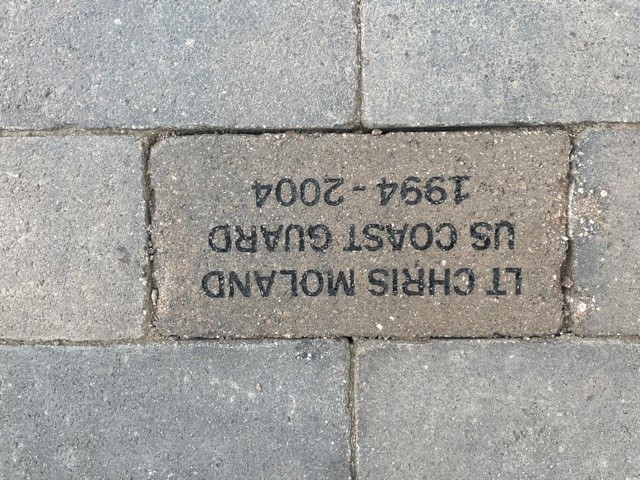 LT CHRIS MOLAND
US COAST GUARD
1994 - 2004